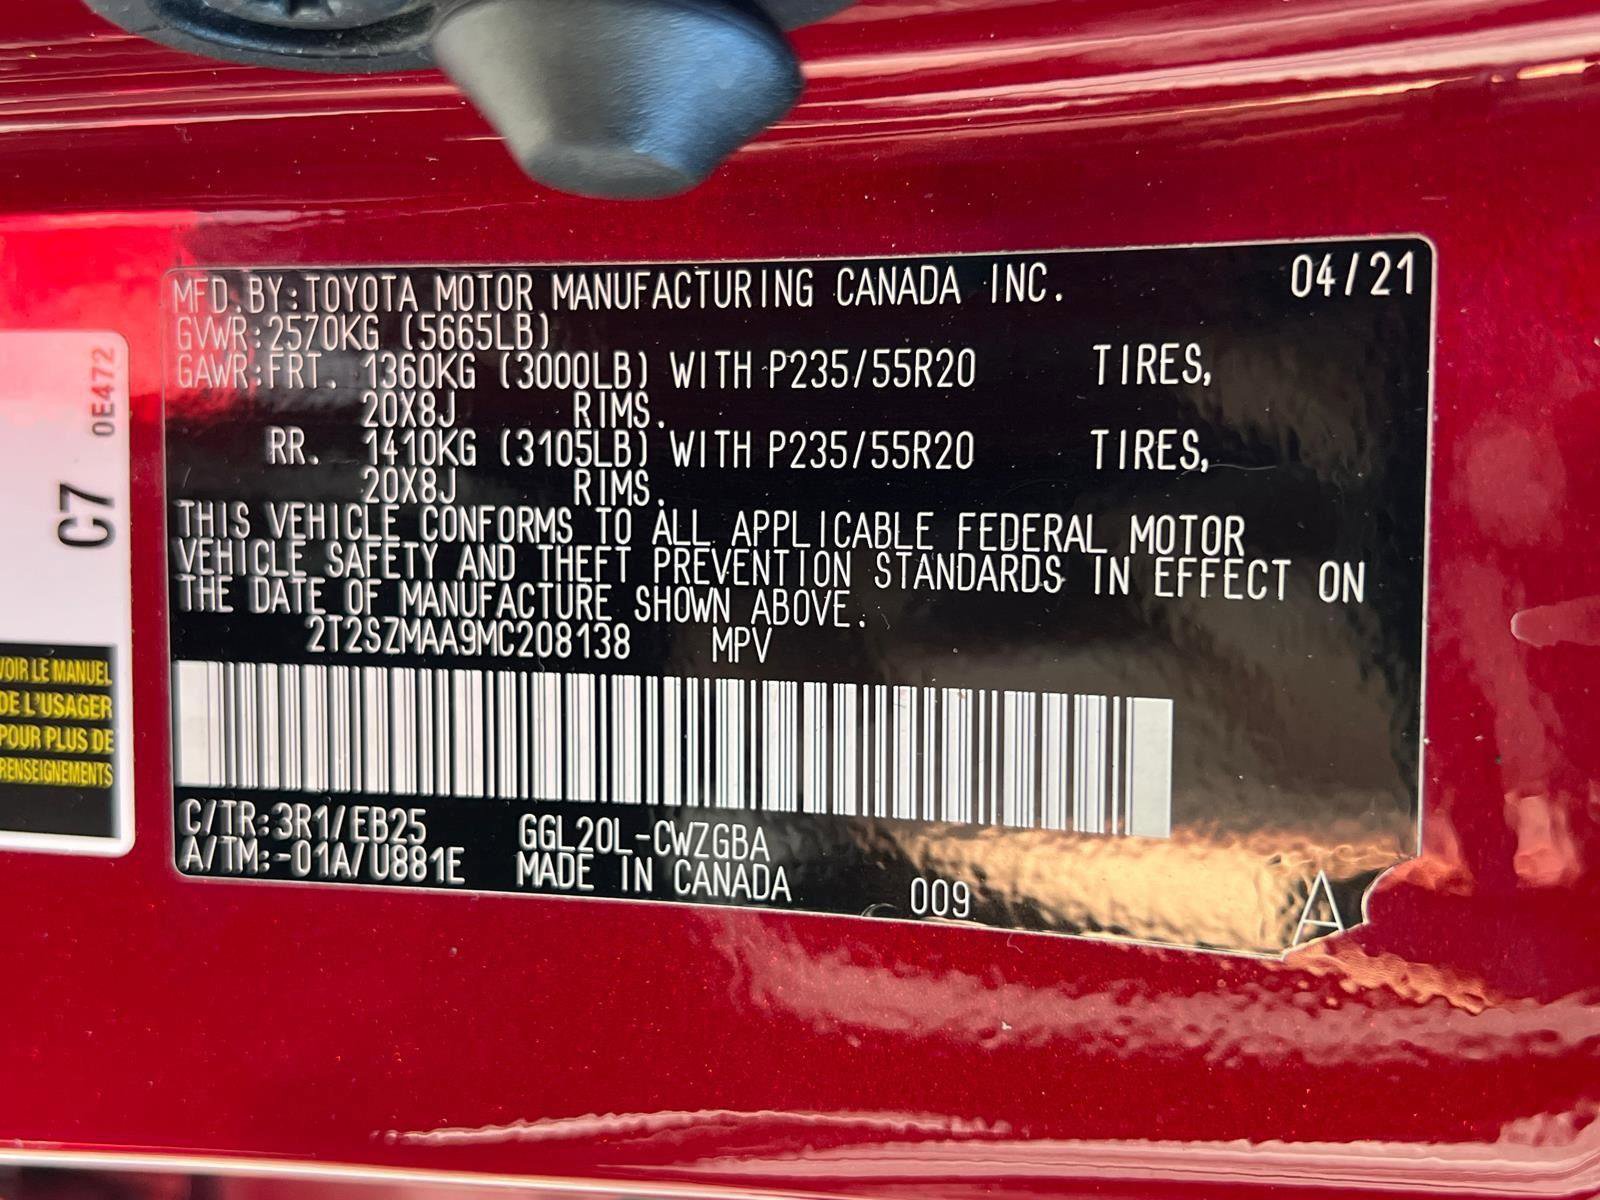 MFD.BY:TOYOTA MOTOR MANUFACTURING CANADA INC. 04/21
GVWR:2570KG (5665LB)
GAWR:FRT. 1360KG (3000LB) WITH P235/55R20 TIRES,
20X8J RIMS.
RR. 1410KG (3105LB) WITH P235/55R20 TIRES,
20X8J RIMS.
THIS VEHICLE CONFORMS TO ALL APPLICABLE FEDERAL MOTOR
VEHICLE SAFETY AND THEFT PREVENTION STANDARDS IN EFFECT ON
THE DATE OF MANUFACTURE SHOWN ABOVE.
2T2SZMAA9MC208138 MPV
C/TR:3R1/EB25 GGL20L-CWZGBA
A/TM:-01A/U881E MADE IN CANADA 009 A
0E472
C7
VOIR LE MANUEL
DE L'USAGER
POUR PLUS DE
RENSEIGNEMENTS